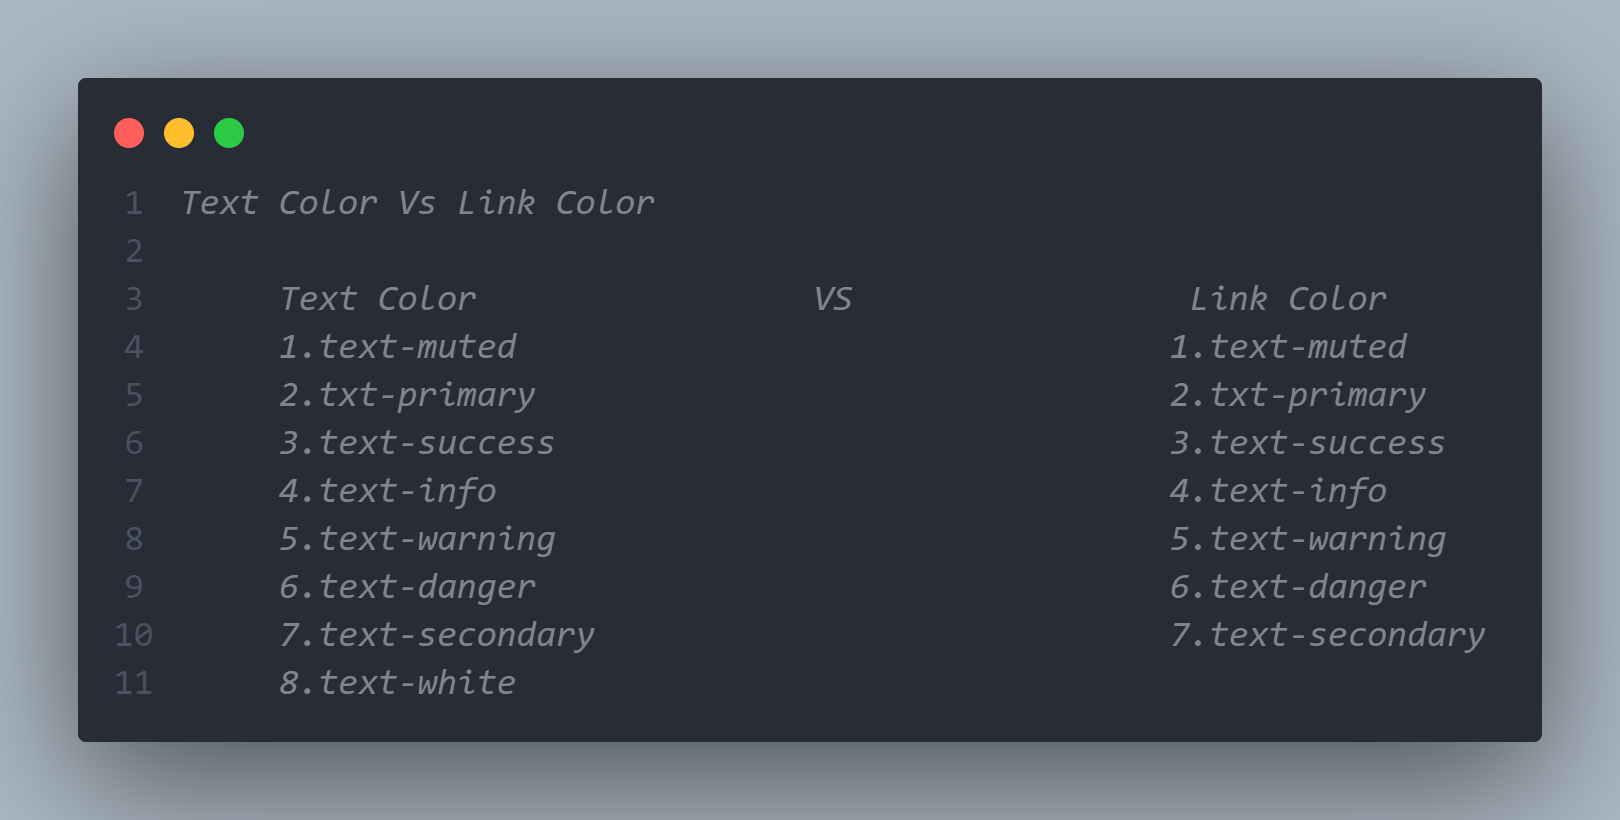 1 Text Color Vs Link Color
2
3 Text Color VS Link Color
4 1.text-muted 1.text-muted
5 2.txt-primary 2.txt-primary
6 3.text-success 3.text-success
7 4.text-info 4.text-info
8 5.text-warning 5.text-warning
9 6.text-danger 6.text-danger
10 7.text-secondary 7.text-secondary
11 8.text-white